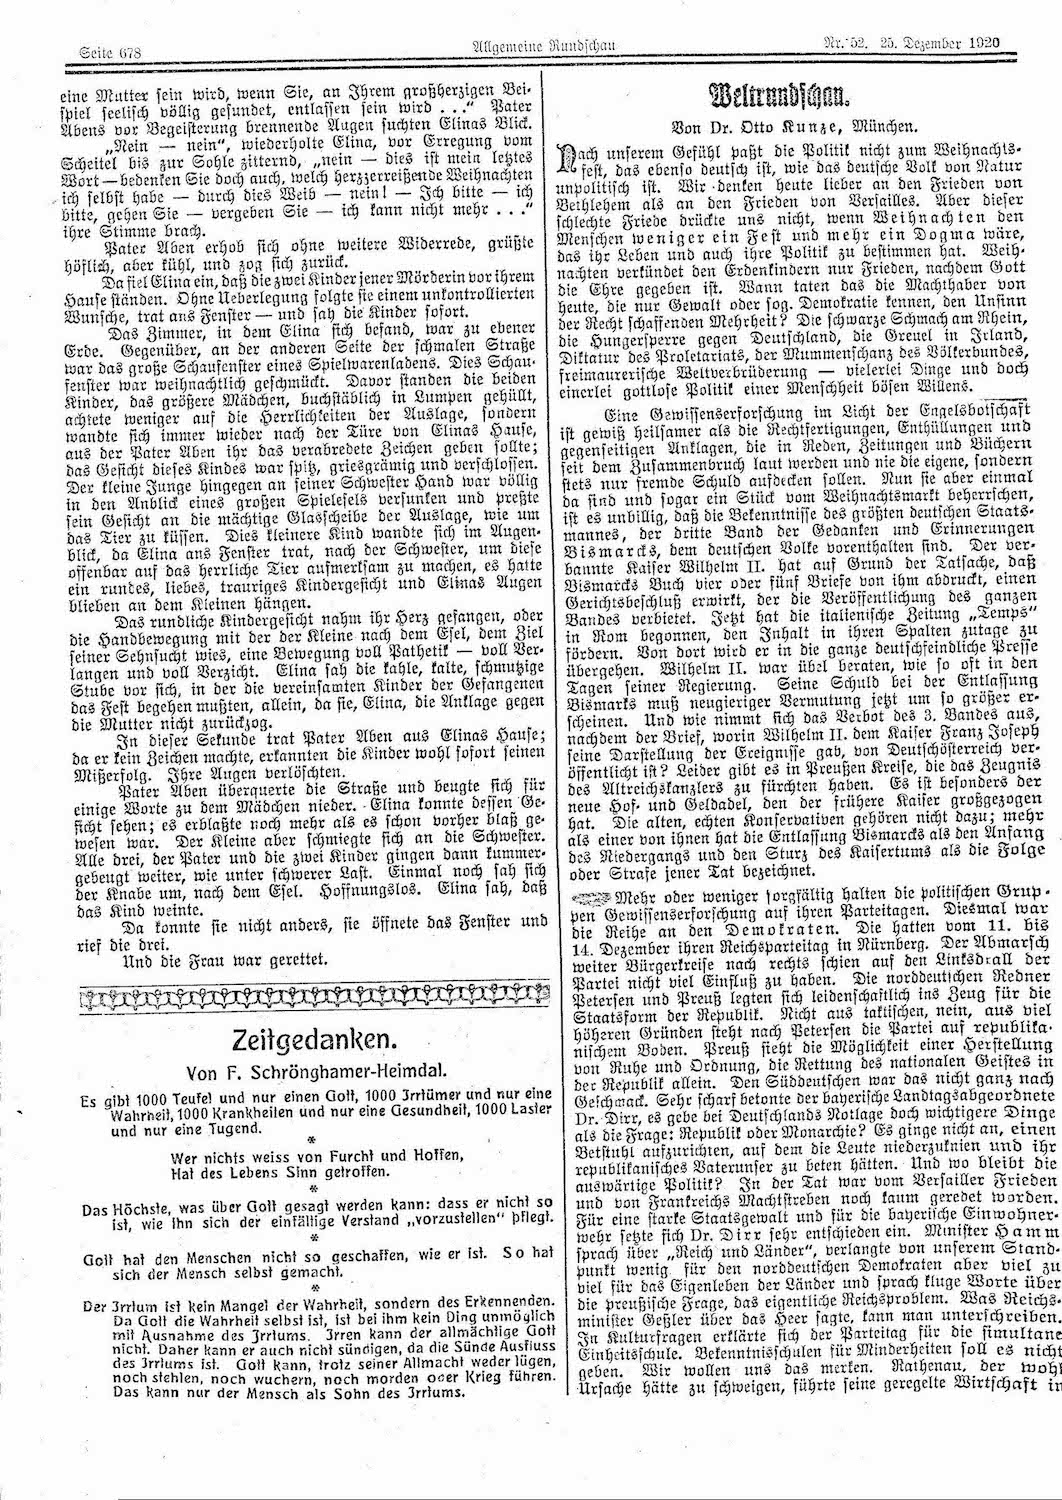 Seite 678
Allgemeine Rundschau
Nr. 52. 25. Dezember 1920
eine Mutter sein wird, wenn Sie, an Ihrem großherzigen Bei-
spiel seelisch völlig gesundet, entlassen sein wird . . .“ Pater
Abens vor Begeisterung brennende Augen suchten Elinas Blick.
„Nein — nein“, wiederholte Elina, vor Erregung vom
Scheitel bis zur Sohle zitternd, „nein — dies ist mein letztes
Wort — bedenken Sie doch auch, welch herzzerreißende Weihnachten
ich selbst habe — durch dies Weib — nein! — Ich bitte — ich
bitte, gehen Sie — vergeben Sie — ich kann nicht mehr . . .“
ihre Stimme brach.
Pater Aben erhob sich ohne weitere Widerrede, grüßte
höflich, aber kühl, und zog sich zurück.
Da fiel Elina ein, daß die zwei Kinder jener Mörderin vor ihrem
Hause ständen. Ohne Ueberlegung folgte sie einem unkontrollierten
Wunsche, trat ans Fenster — und sah die Kinder sofort.
Das Zimmer, in dem Elina sich befand, war zu ebener
Erde. Gegenüber, an der anderen Seite der schmalen Straße
war das große Schaufenster eines Spielwarenladens. Dies Schau-
fenster war weihnachtlich geschmückt. Davor standen die beiden
Kinder, das größere Mädchen, buchstäblich in Lumpen gehüllt,
achtete weniger auf die Herrlichkeiten der Auslage, sondern
wandte sich immer wieder nach der Türe von Elinas Hause,
aus der Pater Aben ihr das verabredete Zeichen geben sollte;
das Gesicht dieses Kindes war spitz, griesgrämig und verschlossen.
Der kleine Junge hingegen an seiner Schwester Hand war völlig
in den Anblick eines großen Spielesels versunken und preßte
sein Gesicht an die mächtige Glasscheibe der Auslage, wie um
das Tier zu küssen. Dies kleinere Kind wandte sich im Augen-
blick, da Elina ans Fenster trat, nach der Schwester, um diese
offenbar auf das herrliche Tier aufmerksam zu machen, es hatte
ein rundes, liebes, trauriges Kindergesicht und Elinas Augen
blieben an dem Kleinen hängen.
Das rundliche Kindergesicht nahm ihr Herz gefangen, oder
die Handbewegung mit der der Kleine nach dem Esel, dem Ziel
seiner Sehnsucht wies, eine Bewegung voll Pathetik — voll Ver-
langen und voll Verzicht. Elina sah die kahle, kalte, schmutzige
Stube vor sich, in der die vereinsamten Kinder der Gefangenen
das Fest begehen mußten, allein, da sie, Elina, die Anklage gegen
die Mutter nicht zurückzog.
In dieser Sekunde trat Pater Aben aus Elinas Hause;
da er kein Zeichen machte, erkannten die Kinder wohl sofort seinen
Mißerfolg. Ihre Augen verlöschten.
Pater Aben überquerte die Straße und beugte sich für
einige Worte zu dem Mädchen nieder. Elina konnte dessen Ge-
sicht sehen; es erblaßte noch mehr als es schon vorher blaß ge-
wesen war. Der Kleine aber schmiegte sich an die Schwester.
Alle drei, der Pater und die zwei Kinder gingen dann kummer-
gebeugt weiter, wie unter schwerer Last. Einmal noch sah sich
der Knabe um, nach dem Esel. Hoffnungslos. Elina sah, daß
das Kind weinte.
Da konnte sie nicht anders, sie öffnete das Fenster und
rief die drei.
Und die Frau war gerettet.
Zeitgedanken.
Von F. Schrönghamer-Heimdal.
Es gibt 1000 Teufel und nur einen Gott, 1000 Irrtümer und nur eine
Wahrheit, 1000 Krankheiten und nur eine Gesundheit, 1000 Laster
und nur eine Tugend.
*
Wer nichts weiss von Furcht und Hoffen,
Hat des Lebens Sinn getroffen.
*
Das Höchste, was über Gott gesagt werden kann: dass er nicht so
ist, wie ihn sich der einfältige Verstand „vorzustellen“ pflegt.
*
Gott hat den Menschen nicht so geschaffen, wie er ist. So hat
sich der Mensch selbst gemacht.
*
Der Irrtum ist kein Mangel der Wahrheit, sondern des Erkennenden.
Da Gott die Wahrheit selbst ist, ist bei ihm kein Ding unmöglich
mit Ausnahme des Irrtums. Irren kann der allmächtige Gott
nicht. Daher kann er auch nicht sündigen, da die Sünde Ausfluss
des Irrtums ist. Gott kann, trotz seiner Allmacht weder lügen,
noch stehlen, noch wuchern, noch morden oder Krieg führen.
Das kann nur der Mensch als Sohn des Irrtums.
Weltrundschau.
Von Dr. Otto Kunze, München.
Nach unserem Gefühl paßt die Politik nicht zum Weihnachts-
fest, das ebenso deutsch ist, wie das deutsche Volk von Natur
unpolitisch ist. Wir denken heute lieber an den Frieden von
Bethlehem als an den Frieden von Versailles. Aber dieser
schlechte Friede drückte uns nicht, wenn Weihnachten den
Menschen weniger ein Fest und mehr ein Dogma wäre,
das ihr Leben und auch ihre Politik zu bestimmen hat. Weih-
nachten verkündet den Erdenkindern nur Frieden, nachdem Gott
die Ehre gegeben ist. Wann taten das die Machthaber von
heute, die nur Gewalt oder sog. Demokratie kennen, den Unsinn
der Recht schaffenden Mehrheit? Die schwarze Schmach am Rhein,
die Hungersperre gegen Deutschland, die Greuel in Irland,
Diktatur des Proletariats, der Mummenschanz des Völkerbundes,
freimaurerische Weltverbrüderung — vielerlei Dinge und doch
einerlei gottlose Politik einer Menschheit bösen Willens.
Eine Gewissenserforschung im Licht der Engelsbotschaft
ist gewiß heilsamer als die Rechtfertigungen, Enthüllungen und
gegenseitigen Anklagen, die in Reden, Zeitungen und Büchern
seit dem Zusammenbruch laut werden und nie die eigene, sondern
stets nur fremde Schuld aufdecken sollen. Nun sie aber einmal
da sind und sogar ein Stück vom Weihnachtsmarkt beherrschen,
ist es unbillig, daß die Bekenntnisse des größten deutschen Staats-
mannes, der dritte Band der Gedanken und Erinnerungen
Bismarcks, dem deutschen Volke vorenthalten sind. Der ver-
bannte Kaiser Wilhelm II. hat auf Grund der Tatsache, daß
Bismarcks Buch vier oder fünf Briefe von ihm abdruckt, einen
Gerichtsbeschluß erwirkt, der die Veröffentlichung des ganzen
Bandes verbietet. Jetzt hat die italienische Zeitung „Temps“
in Rom begonnen, den Inhalt in ihren Spalten zutage zu
fördern. Von dort wird er in die ganze deutschfeindliche Presse
übergehen. Wilhelm II. war übel beraten, wie so oft in den
Tagen seiner Regierung. Seine Schuld bei der Entlassung
Bismarks muß neugieriger Vermutung jetzt um so größer er-
scheinen. Und wie nimmt sich das Verbot des 3. Bandes aus,
nachdem der Brief, worin Wilhelm II. dem Kaiser Franz Joseph
seine Darstellung der Ereignisse gab, von Deutschösterreich ver-
öffentlicht ist? Leider gibt es in Preußen Kreise, die das Zeugnis
des Altreichskanzlers zu fürchten haben. Es ist besonders der
neue Hof- und Geldadel, den der frühere Kaiser großgezogen
hat. Die alten, echten Konservativen gehören nicht dazu; mehr
als einer von ihnen hat die Entlassung Bismarcks als den Anfang
des Niedergangs und den Sturz des Kaisertums als die Folge
oder Strafe jener Tat bezeichnet.
Mehr oder weniger sorgfältig halten die politischen Grup-
pen Gewissenserforschung auf ihren Parteitagen. Diesmal war
die Reihe an den Demokraten. Die hatten vom 11. bis
14. Dezember ihren Reichsparteitag in Nürnberg. Der Abmarsch
weiter Bürgerkreise nach rechts schien auf den Linksdrall der
Partei nicht viel Einfluß zu haben. Die norddeutschen Redner
Petersen und Preuß legten sich leidenschaftlich ins Zeug für die
Staatsform der Republik. Nicht aus taktischen, nein, aus viel
höheren Gründen steht nach Petersen die Partei auf republika-
nischem Boden. Preuß sieht die Möglichkeit einer Herstellung
von Ruhe und Ordnung, die Rettung des nationalen Geistes in
der Republik allein. Den Süddeutschen war das nicht ganz nach
Geschmack. Sehr scharf betonte der bayerische Landtagsabgeordnete
Dr. Dirr, es gebe bei Deutschlands Notlage doch wichtigere Dinge
als die Frage: Republik oder Monarchie? Es ginge nicht an, einen
Betstuhl aufzurichten, auf dem die Leute niederzuknien und ihr
republikanisches Vaterunser zu beten hätten. Und wo bleibt die
auswärtige Politik? In der Tat war vom Versailler Frieden
und von Frankreichs Machtstreben noch kaum geredet worden.
Für eine starke Staatsgewalt und für die bayerische Einwohner-
wehr setzte sich Dr. Dirr sehr entschieden ein. Minister Hamm
sprach über „Reich und Länder“, verlangte von unserem Stand-
punkt wenig für den norddeutschen Demokraten aber viel zu
viel für das Eigenleben der Länder und sprach kluge Worte über
die preußische Frage, das eigentliche Reichsproblem. Was Reichs-
minister Geßler über das Heer sagte, kann man unterschreiben.
In Kulturfragen erklärte sich der Parteitag für die simultane
Einheitsschule. Bekenntnisschulen für Minderheiten soll es nicht
geben. Wir wollen uns das merken. Rathenau, der wohl
Ursache hätte zu schweigen, führte seine geregelte Wirtschaft in